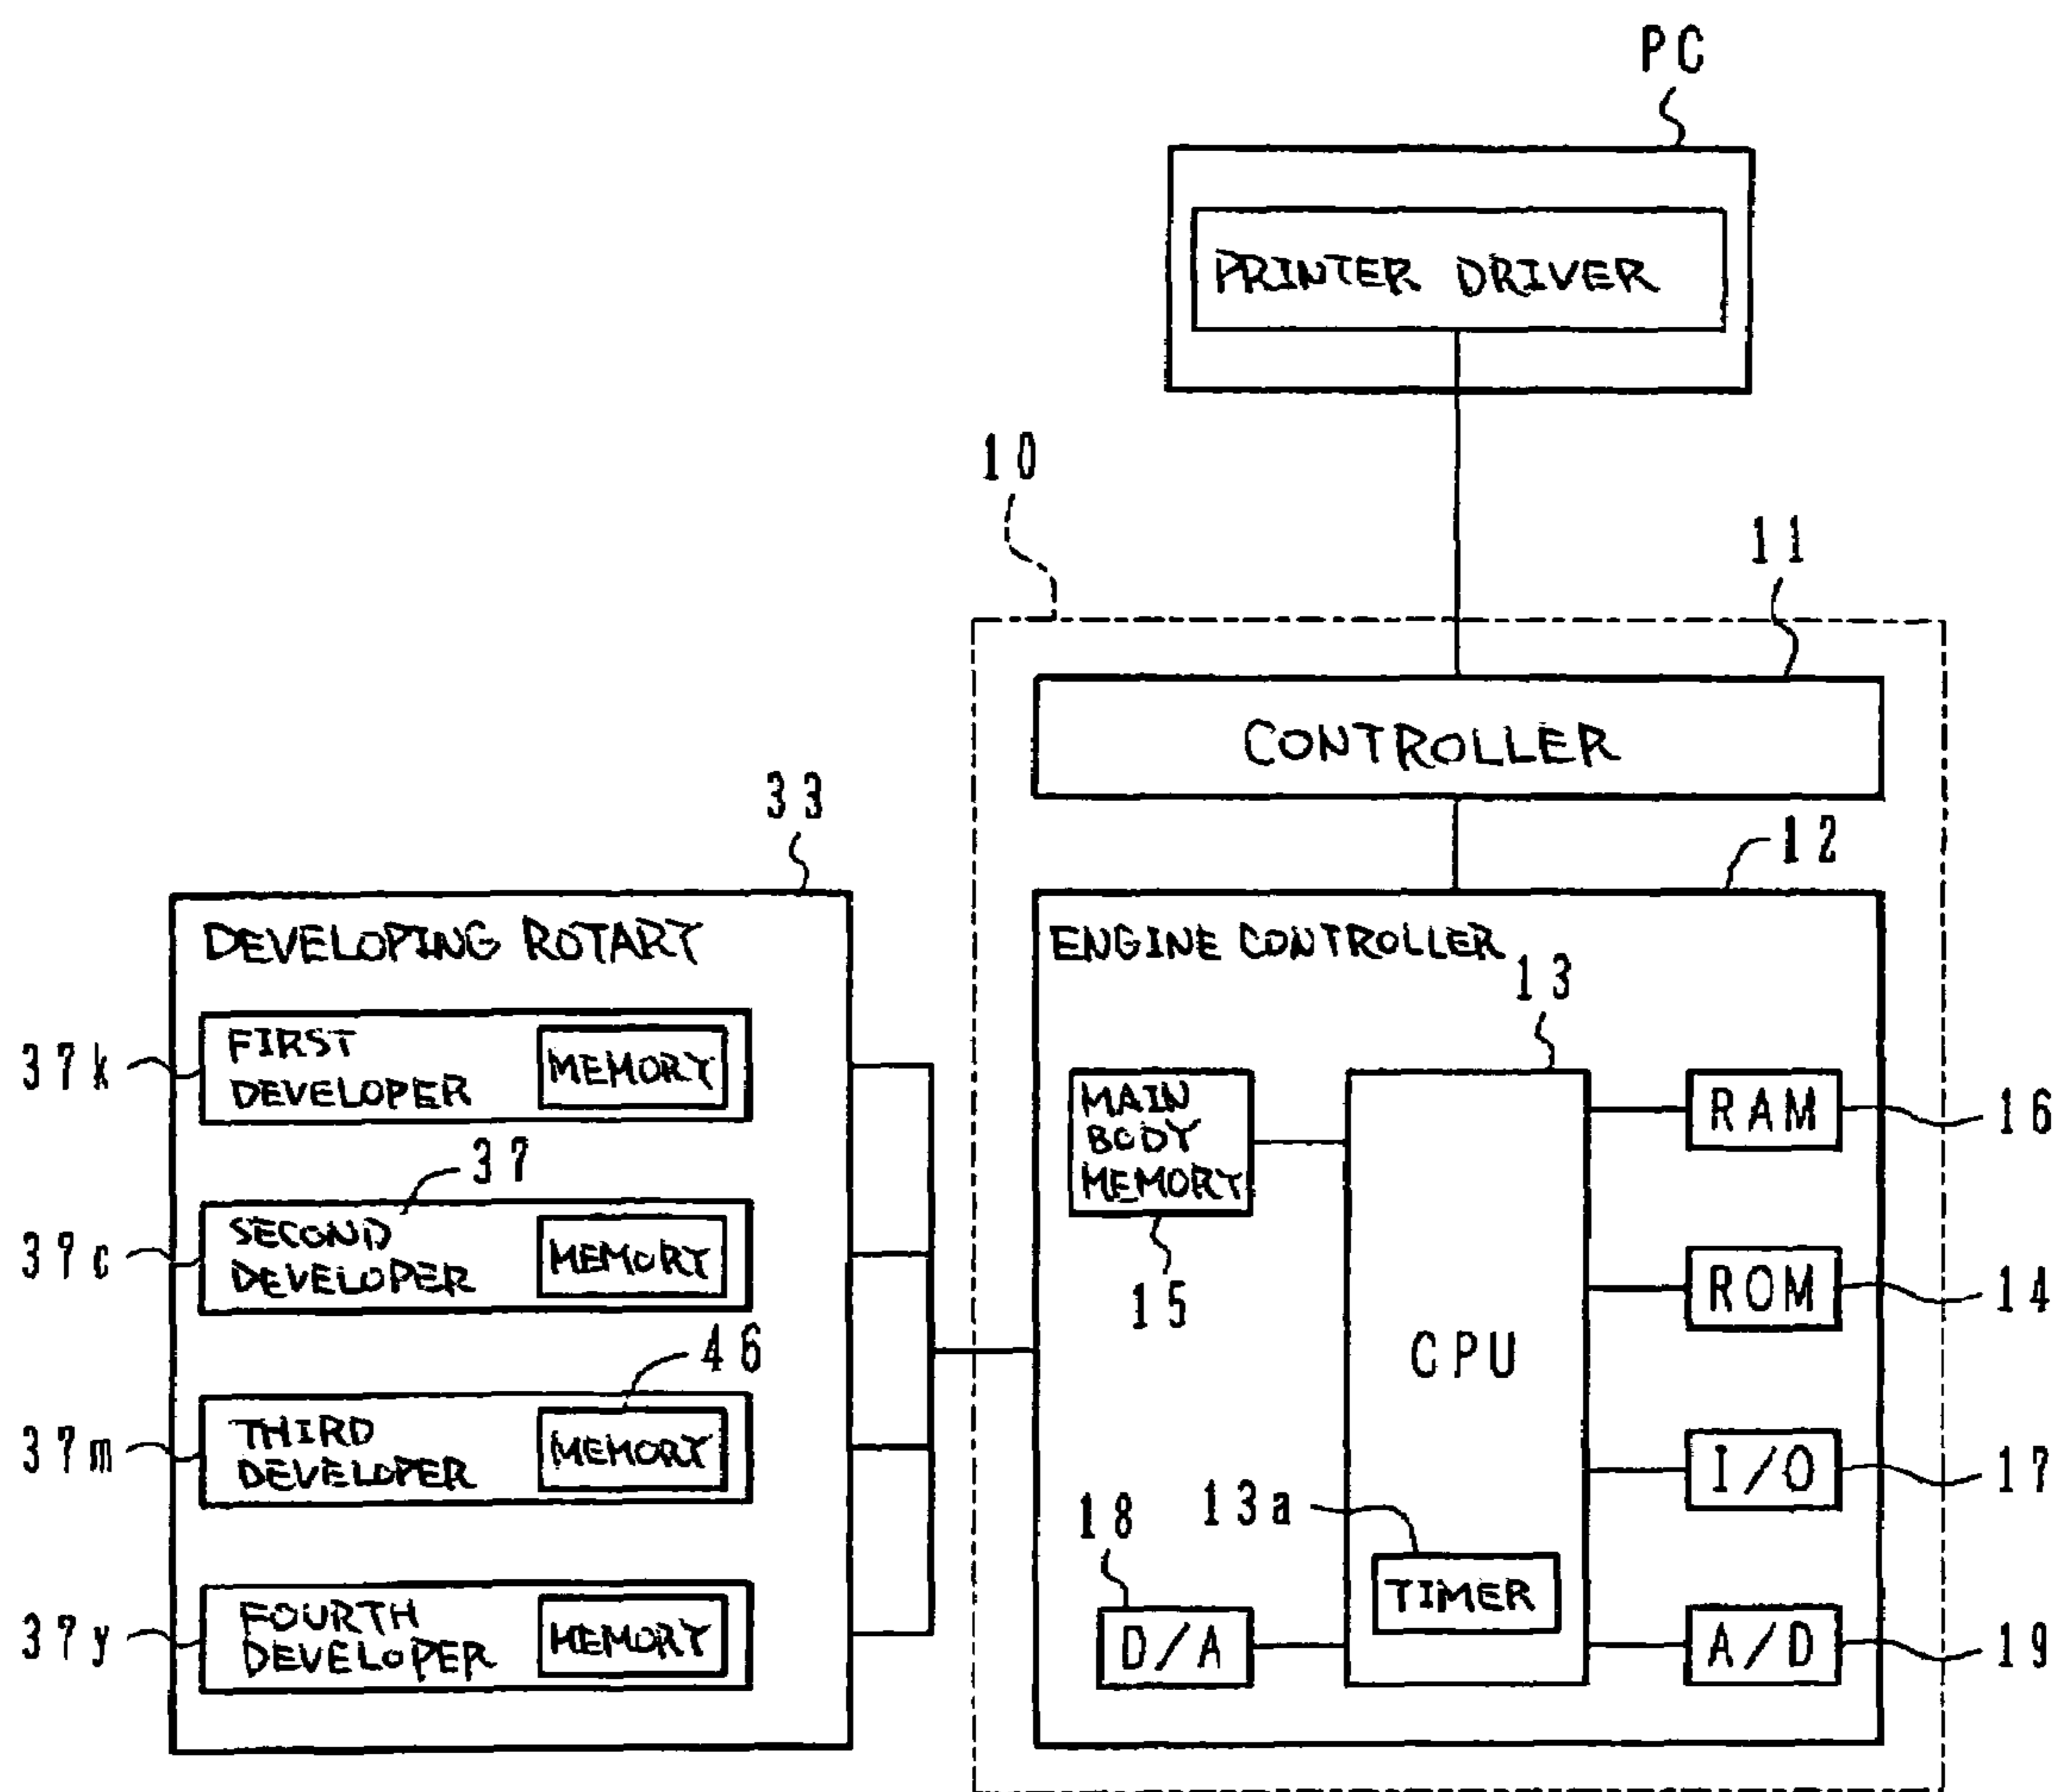 PC
PRINTER DRIVER
10
11
CONTROLLER
33
12
DEVELOPING ROTART
ENGINE CONTROLLER
13
37k
FIRST
DEVELOPER
MEMORY
37
37c
SECOND
DEVELOPER
MEMORY
46
37m
THIRD
DEVELOPER
MEMORY
37y
FOURTH
DEVELOPER
MEMORY
MAIN
BODY
MEMORY
15
CPU
13a
TIMER
18
D/A
RAM
16
ROM
14
I/O
17
A/D
19